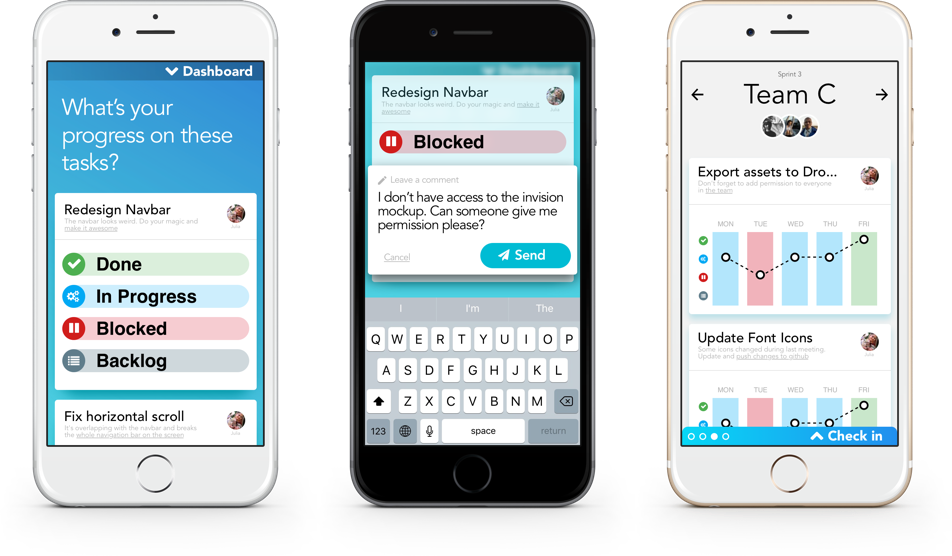 Dashboard
What's your
progress on these
tasks?
Redesign Navbar
The navbar looks weird. Do your magic and
make it awesome
Julia
Done
In Progress
Blocked
Backlog
Fix horizontal scroll
It's overlapping with the navbar and breaks
the whole navigation bar on the screen
Julia
Dashboard
Redesign Navbar
The navbar looks weird. Do your magic and make it
awesome
Julia
Blocked
Leave a comment
I don't have access to the invision
mockup. Can someone give me
permission please?
Cancel
Send
I I'm The
Q W E R T Y U I O P
A S D F G H J K L
Z X C V B N M
123 space return
Sprint 3
Team C
Export assets to Dro...
Don't forget to add permission to everyone
in the team
Julia
MON TUE WED THU FRI
Update Font Icons
Some icons changed during last meeting.
Update and push changes to github
Julia
MON TUE WED THU FRI
Check in